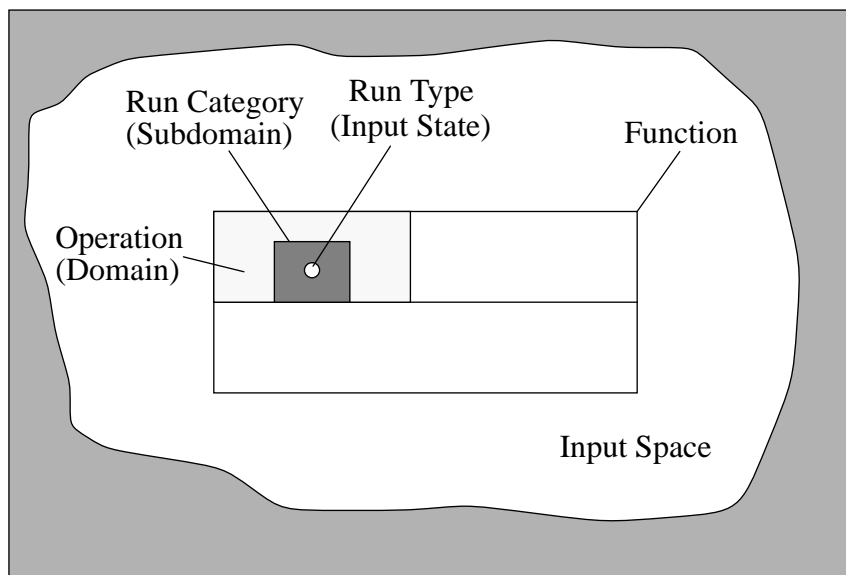 Run Category
(Subdomain)
Run Type
(Input State)
Function
Operation
(Domain)
Input Space